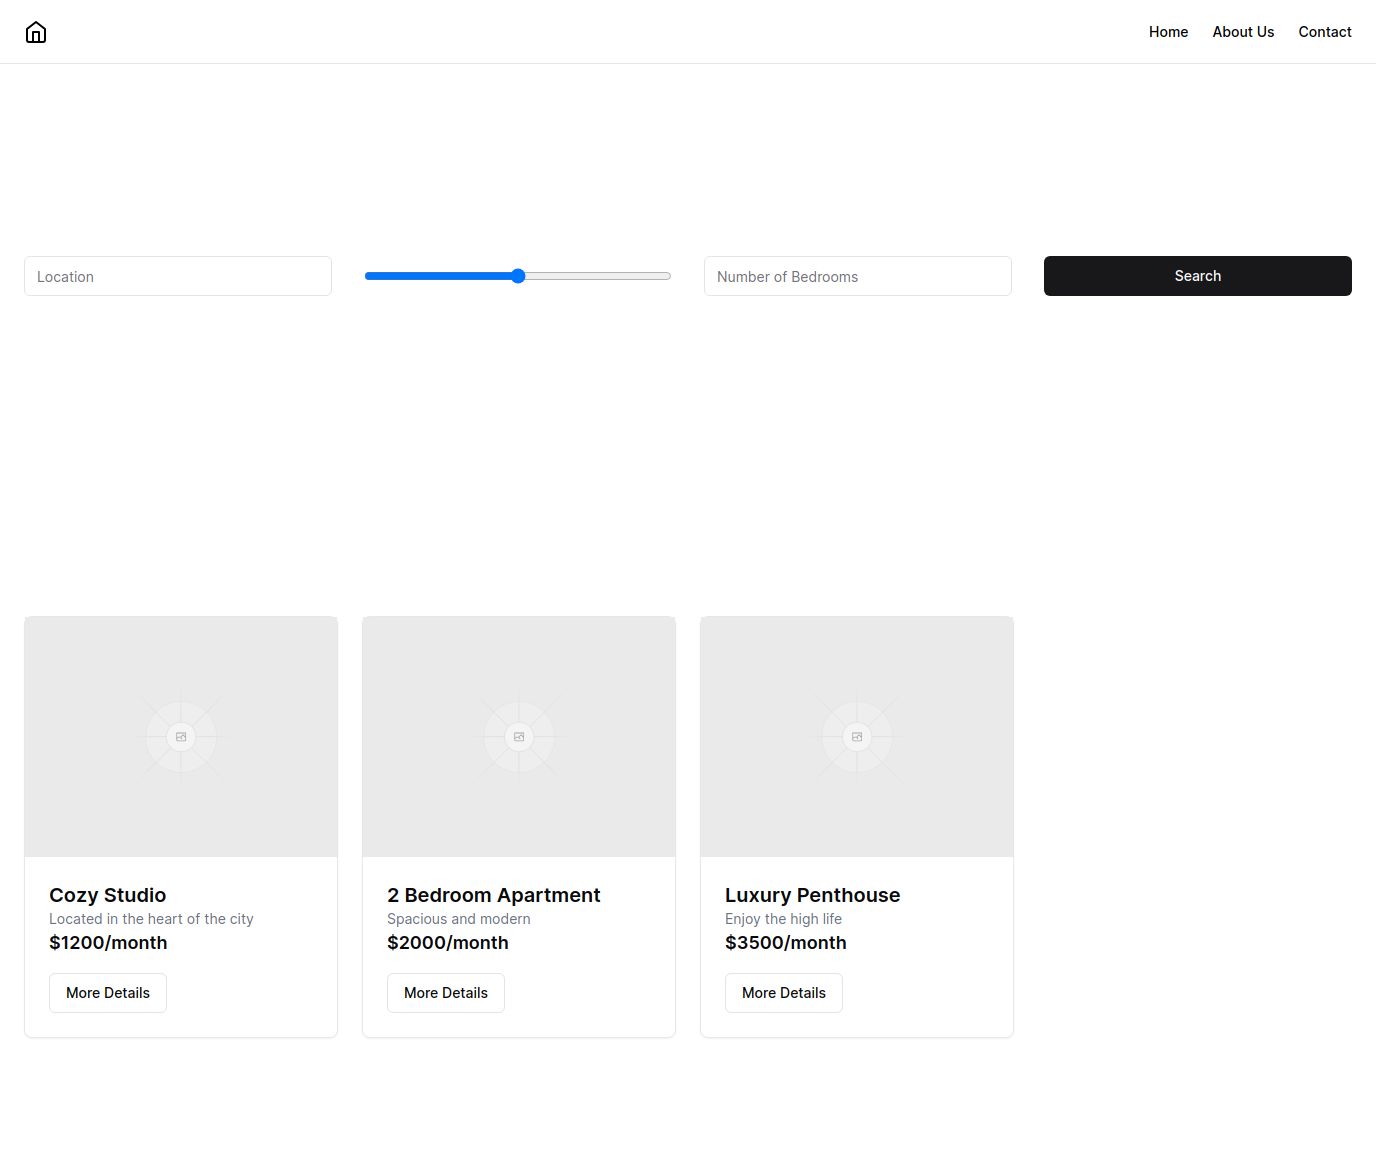 Home
About Us
Contact
Location
Number of Bedrooms
Search
Cozy Studio
Located in the heart of the city
$1200/month
More Details
2 Bedroom Apartment
Spacious and modern
$2000/month
More Details
Luxury Penthouse
Enjoy the high life
$3500/month
More Details